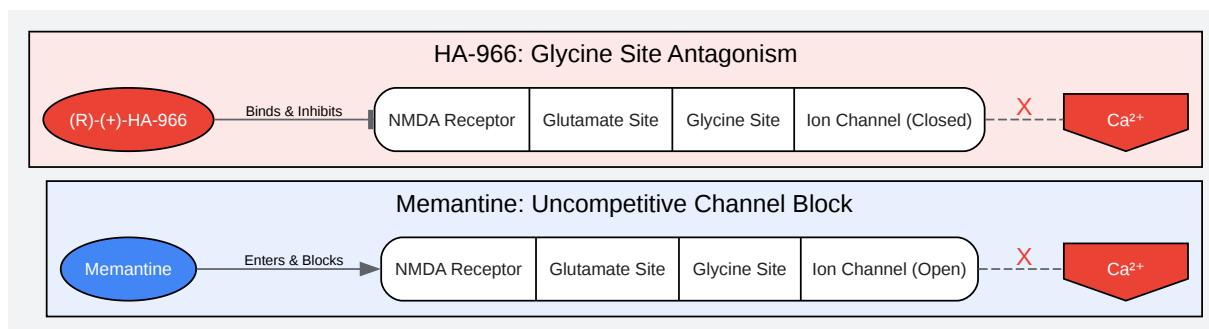 HA-966: Glycine Site Antagonism
(R)-(+)-HA-966
Binds & Inhibits
NMDA Receptor
Glutamate Site
Glycine Site
Ion Channel (Closed)
X
Ca²⁺
Memantine: Uncompetitive Channel Block
Memantine
Enters & Blocks
NMDA Receptor
Glutamate Site
Glycine Site
Ion Channel (Open)
X
Ca²⁺